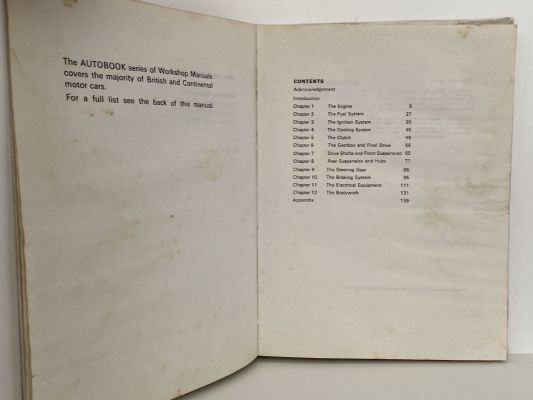 The AUTOBOOK series of Workshop Manuals
covers the majority of British and Continental
motor cars.
For a full list see the back of this manual.
CONTENTS
Acknowledgement
Introduction
Chapter 1 The Engine 9
Chapter 2 The Fuel System 27
Chapter 3 The Ignition System 39
Chapter 4 The Cooling System
Chapter 5 The Clutch
Chapter 6 The Gearbox and Final Drive 55
Chapter 7 Drive Shafts and Front Suspension 65
Chapter 8 Rear Suspension and Hubs 77
Chapter 9 The Steering Gear
Chapter 10 The Braking System 95
Chapter 11 The Electrical Equipment 111
Chapter 12 The Bodywork 131
Appendix 139